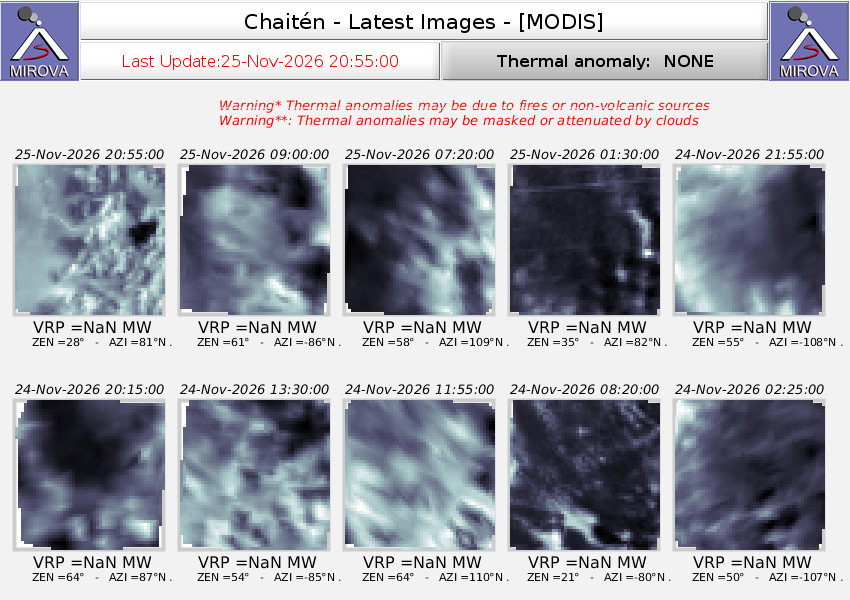 Chaitén - Latest Images - [MODIS]
MIROVA
Last Update:25-Nov-2026 20:55:00
Thermal anomaly: NONE
MIROVA
Warning* Thermal anomalies may be due to fires or non-volcanic sources
Warning**: Thermal anomalies may be masked or attenuated by clouds
25-Nov-2026 20:55:00 25-Nov-2026 09:00:00 25-Nov-2026 07:20:00 25-Nov-2026 01:30:00 24-Nov-2026 21:55:00
VRP =NaN MW VRP =NaN MW VRP =NaN MW VRP =NaN MW VRP =NaN MW
ZEN =28° - AZI =81°N . ZEN =61° - AZI =-86°N . ZEN =58° - AZI =109°N . ZEN =35° - AZI =82°N . ZEN =55° - AZI =-108°N .
24-Nov-2026 20:15:00 24-Nov-2026 13:30:00 24-Nov-2026 11:55:00 24-Nov-2026 08:20:00 24-Nov-2026 02:25:00
VRP =NaN MW VRP =NaN MW VRP =NaN MW VRP =NaN MW VRP =NaN MW
ZEN =64° - AZI =87°N . ZEN =54° - AZI =-85°N . ZEN =64° - AZI =110°N . ZEN =21° - AZI =-80°N . ZEN =50° - AZI =-107°N .